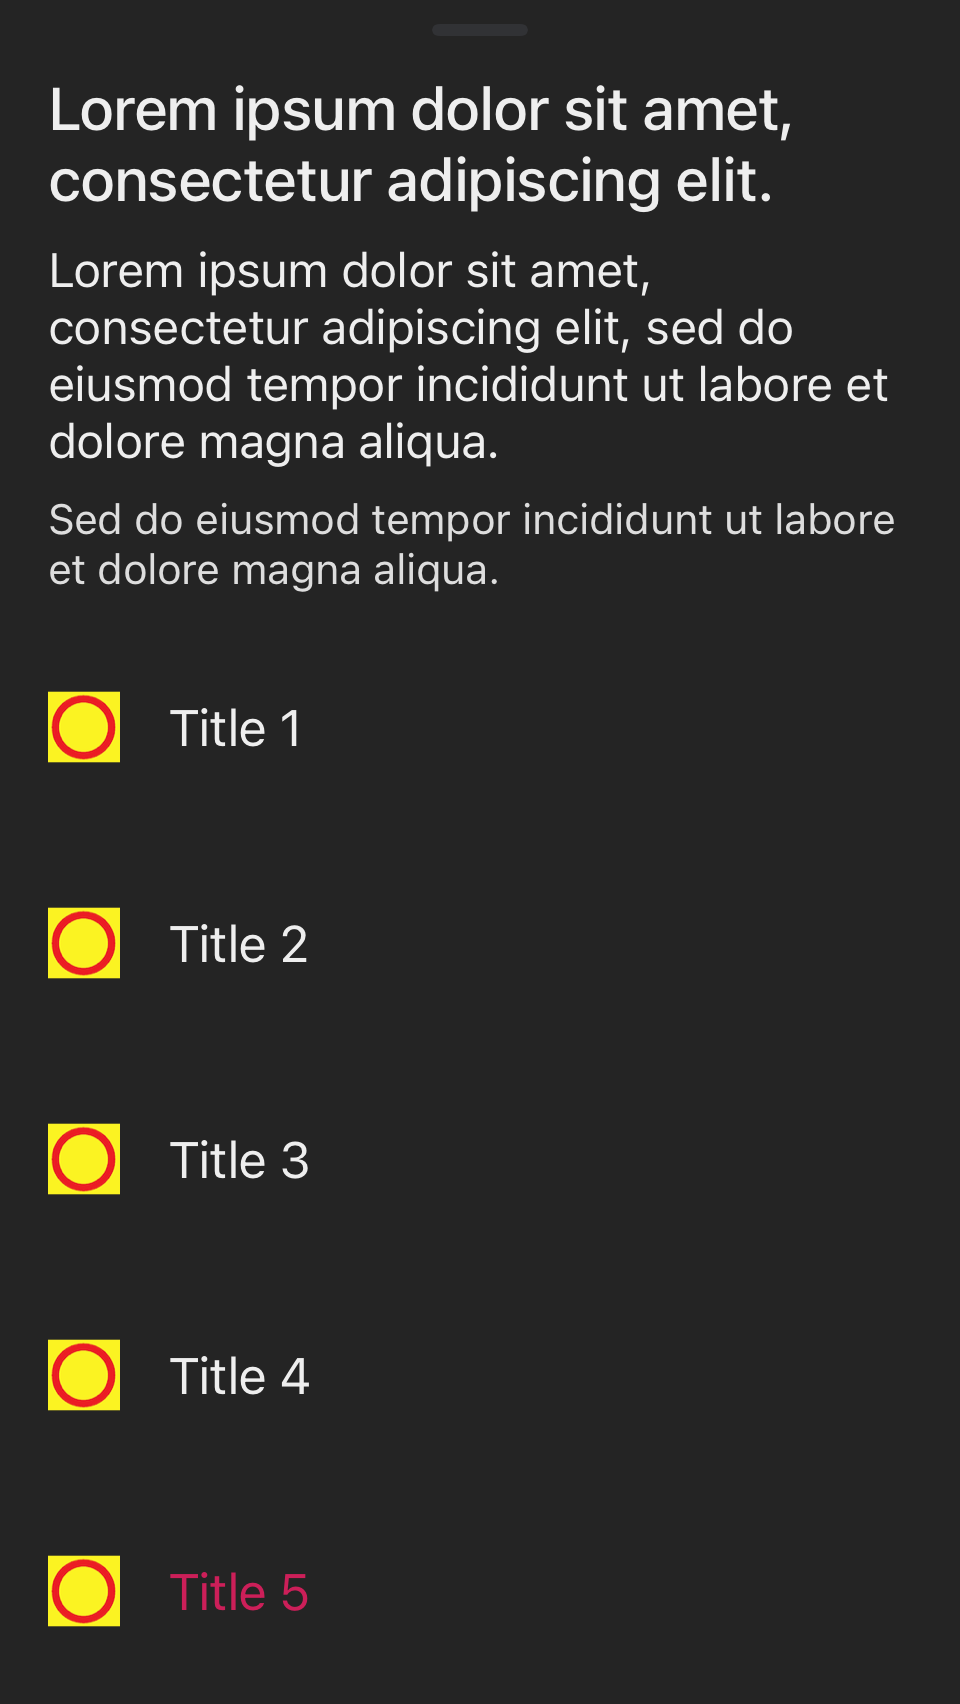 Lorem ipsum dolor sit amet,
consectetur adipiscing elit.
Lorem ipsum dolor sit amet,
consectetur adipiscing elit, sed do
eiusmod tempor incididunt ut labore et
dolore magna aliqua.
Sed do eiusmod tempor incididunt ut labore
et dolore magna aliqua.
Title 1
Title 2
Title 3
Title 4
Title 5